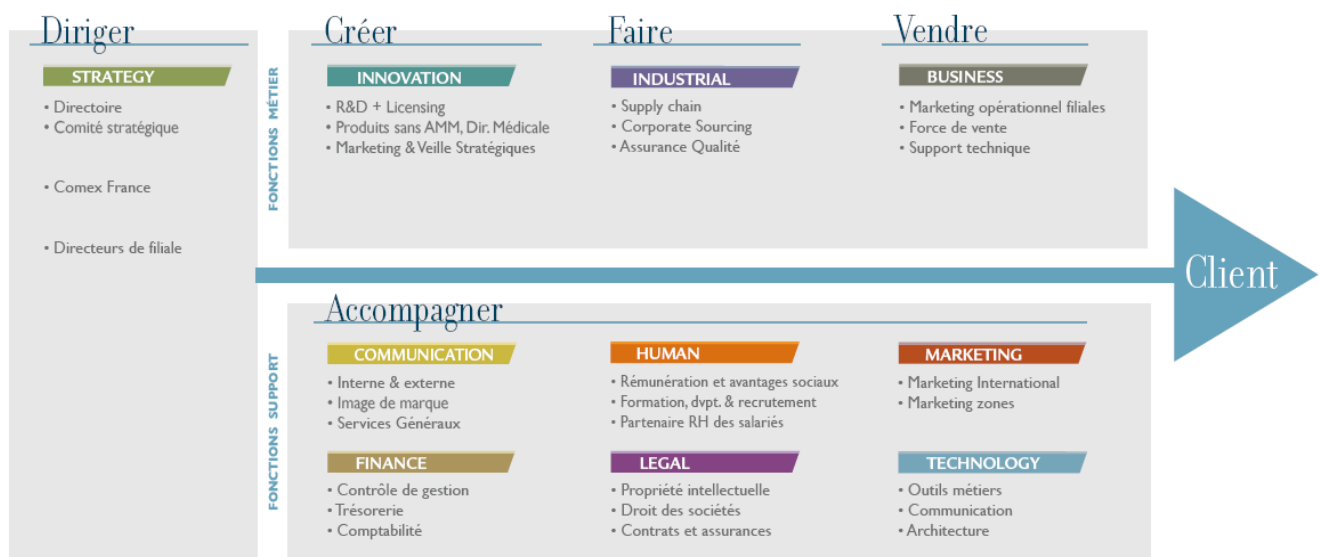 Diriger
STRATEGY
• Directoire
• Comité stratégique
• Comex France
• Directeurs de filiale
FONCTIONS MÉTIER
Créer
INNOVATION
• R&D + Licensing
• Produits sans AMM, Dir. Médicale
• Marketing & Veille Stratégiques
Faire
INDUSTRIAL
• Supply chain
• Corporate Sourcing
• Assurance Qualité
Vendre
BUSINESS
• Marketing opérationnel filiales
• Force de vente
• Support technique
Client
FONCTIONS SUPPORT
Accompagner
COMMUNICATION
• Interne & externe
• Image de marque
• Services Généraux
HUMAN
• Rémunération et avantages sociaux
• Formation, dvpt. & recrutement
• Partenaire RH des salariés
MARKETING
• Marketing International
• Marketing zones
FINANCE
• Contrôle de gestion
• Trésorerie
• Comptabilité
LEGAL
• Propriété intellectuelle
• Droit des sociétés
• Contrats et assurances
TECHNOLOGY
• Outils métiers
• Communication
• Architecture